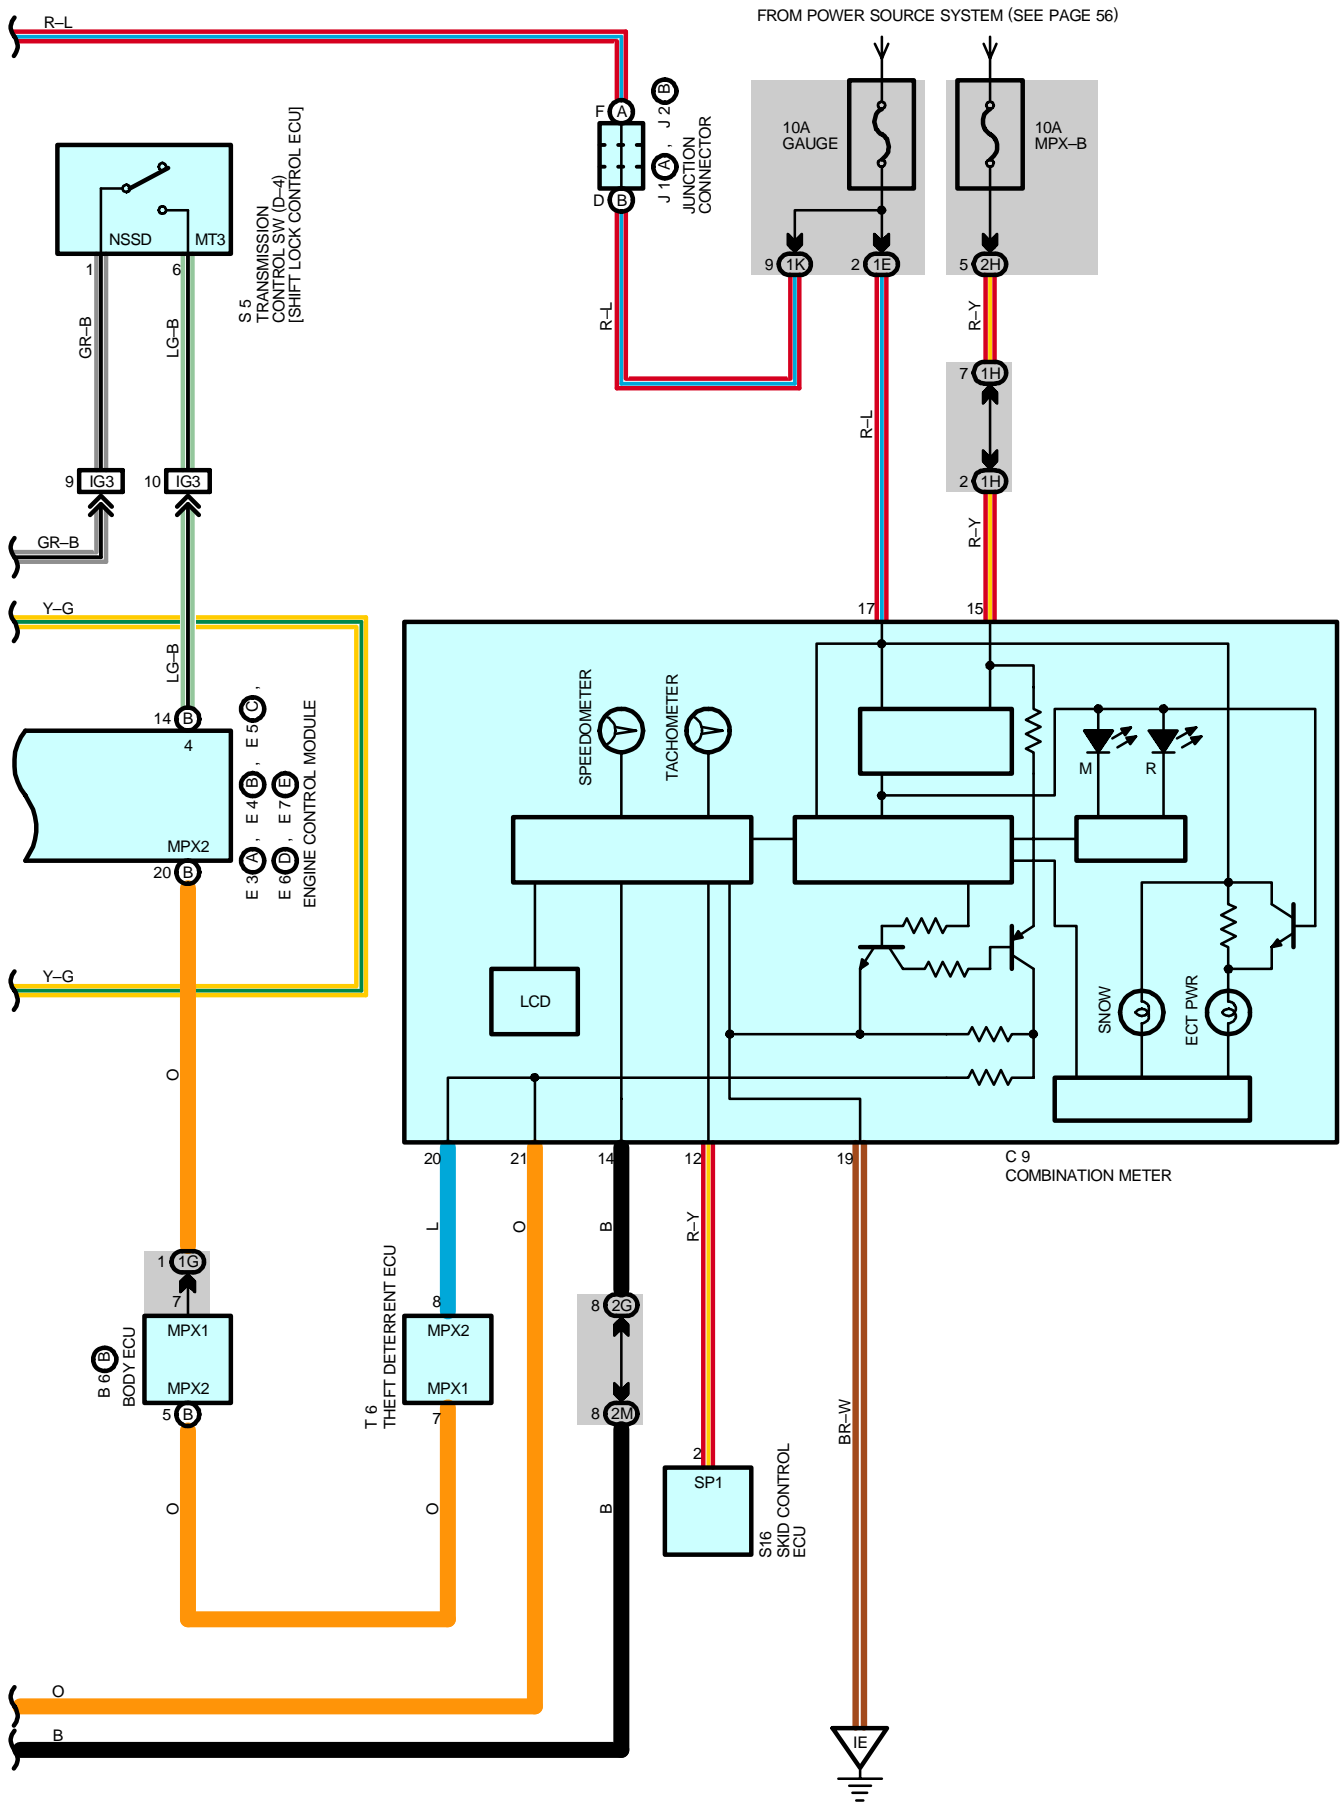 FROM POWER SOURCE SYSTEM (SEE PAGE 56)
R–L
F A
D B
J 1 A , J 2 B
JUNCTION
CONNECTOR
10A
GAUGE
10A
MPX–B
9 1K
2 1E
5 2H
R–L
R–L
R–Y
7 1H
2 1H
R–Y
NSSD
MT3
1
6
S 5
TRANSMISSION
CONTROL SW (D–4)
[SHIFT LOCK CONTROL ECU]
GR–B
LG–B
9 IG3
10 IG3
GR–B
Y–G
LG–B
14 B
4
MPX2
20 B
E 3 A , E 4 B , E 5 C ,
E 6 D , E 7 E
ENGINE CONTROL MODULE
Y–G
O
17
15
SPEEDOMETER
TACHOMETER
M
R
LCD
SNOW
ECT PWR
20
21
14
12
19
C 9
COMBINATION METER
L
O
B
R–Y
1 1G
7
MPX1
MPX2
5 B
B 6 B
BODY ECU
8
MPX2
MPX1
7
T 6
THEFT DETERRENT ECU
8 2G
8 2M
2
SP1
S16
SKID CONTROL
ECU
BR–W
O
O
B
O
B
IE